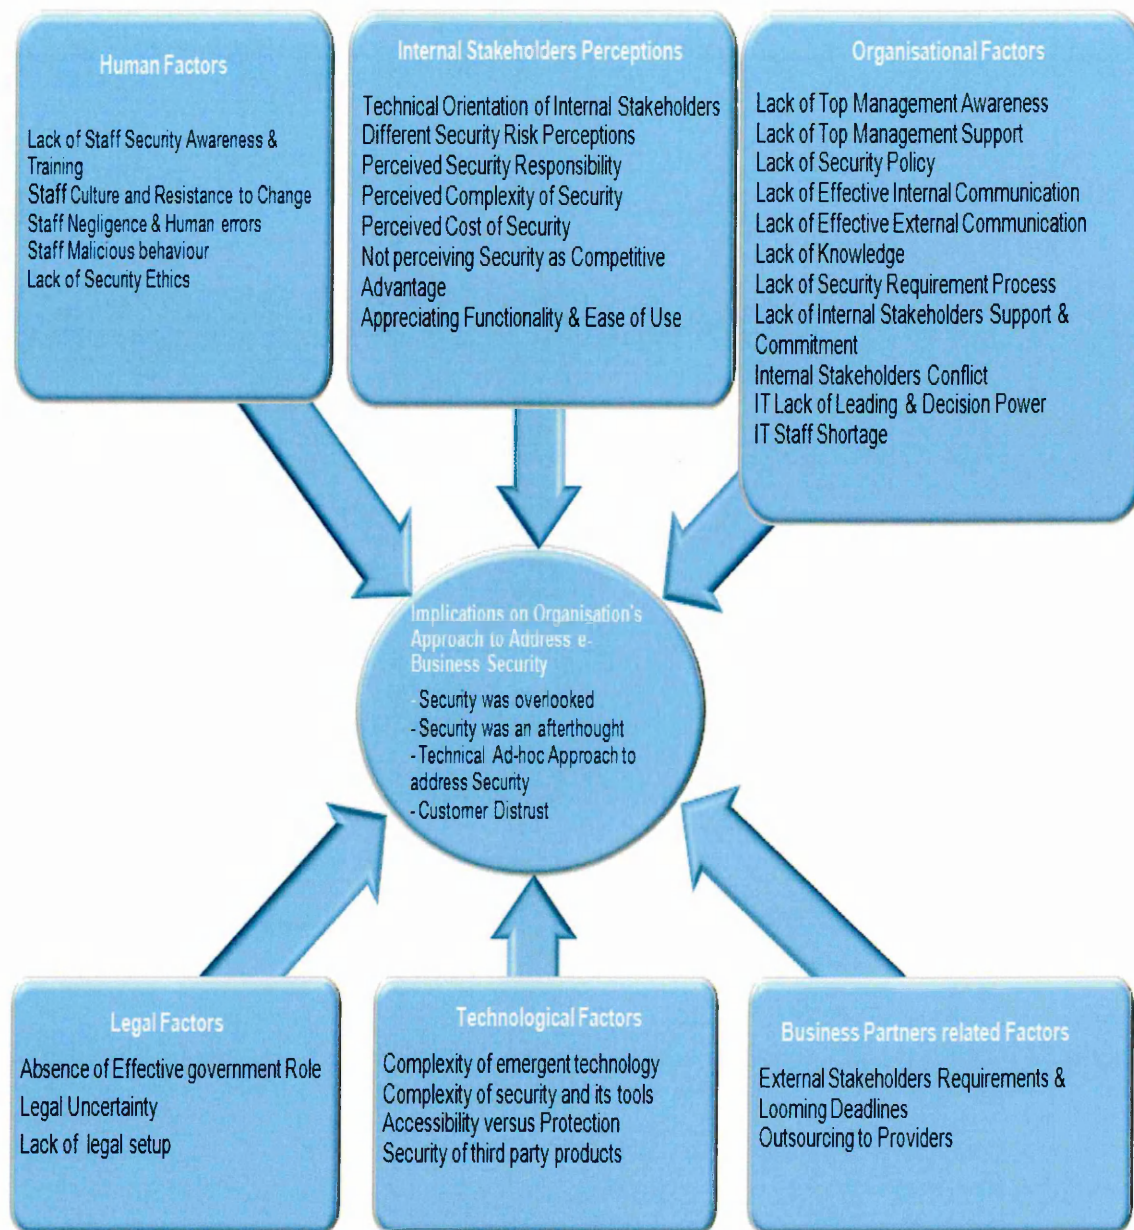 Human Factors
Lack of Staff Security Awareness &
Training
Staff Culture and Resistance to Change
Staff Negligence & Human errors
Staff Malicious behaviour
Lack of Security Ethics
Internal Stakeholders Perceptions
Technical Orientation of Internal Stakeholders
Different Security Risk Perceptions
Perceived Security Responsibility
Perceived Complexity of Security
Perceived Cost of Security
Not perceiving Security as Competitive
Advantage
Appreciating Functionality & Ease of Use
Organisational Factors
Lack of Top Management Awareness
Lack of Top Management Support
Lack of Security Policy
Lack of Effective Internal Communication
Lack of Effective External Communication
Lack of Knowledge
Lack of Security Requirement Process
Lack of Internal Stakeholders Support &
Commitment
Internal Stakeholders Conflict
IT Lack of Leading & Decision Power
IT Staff Shortage
Implications on Organisation's
Approach to Address e-
Business Security
- Security was overlooked
- Security was an afterthought
- Technical Ad-hoc Approach to
address Security
- Customer Distrust
Legal Factors
Absence of Effective government Role
Legal Uncertainty
Lack of legal setup
Technological Factors
Complexity of emergent technology
Complexity of security and its tools
Accessibility versus Protection
Security of third party products
Business Partners related Factors
External Stakeholders Requirements &
Looming Deadlines
Outsourcing to Providers